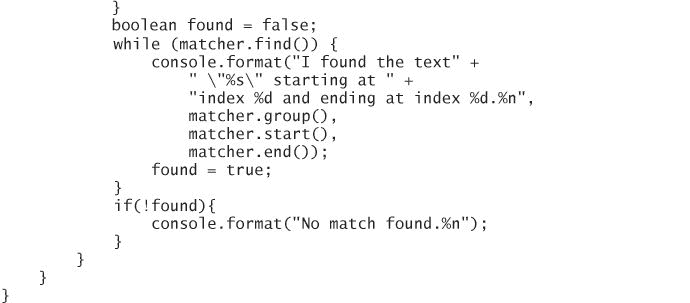 }
boolean found = false;
while (matcher.find()) {
console.format("I found the text" +
" \"%s\" starting at " +
"index %d and ending at index %d.%n",
matcher.group(),
matcher.start(),
matcher.end());
found = true;
}
if(!found){
console.format("No match found.%n");
}
}
}
}